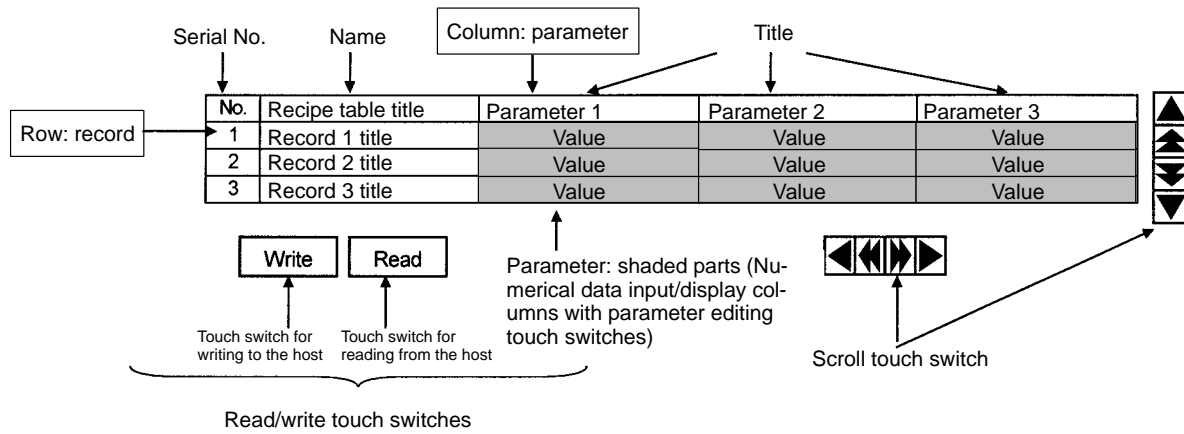 Serial No.
Name
Column: parameter
Title
Row: record
No. Recipe table title Parameter 1 Parameter 2 Parameter 3
1 Record 1 title Value Value Value
2 Record 2 title Value Value Value
3 Record 3 title Value Value Value
Write
Read
Touch switch for
writing to the host
Touch switch for
reading from the host
Read/write touch switches
Parameter: shaded parts (Nu-
merical data input/display col-
umns with parameter editing
touch switches)
Scroll touch switch